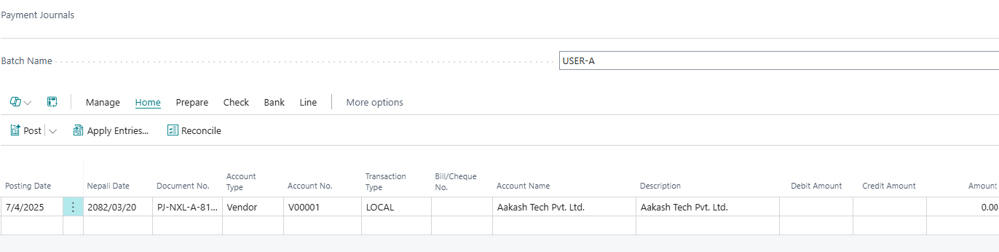 Payment Journals
Batch Name USER-A
Manage Home Prepare Check Bank Line More options
Post Apply Entries... Reconcile
Posting Date Nepali Date Document No. Account Type Account No. Transaction Type Bill/Cheque No. Account Name Description Debit Amount Credit Amount Amount
7/4/2025 2082/03/20 PJ-NXL-A-81... Vendor V00001 LOCAL Aakash Tech Pvt. Ltd. Aakash Tech Pvt. Ltd. 0.00